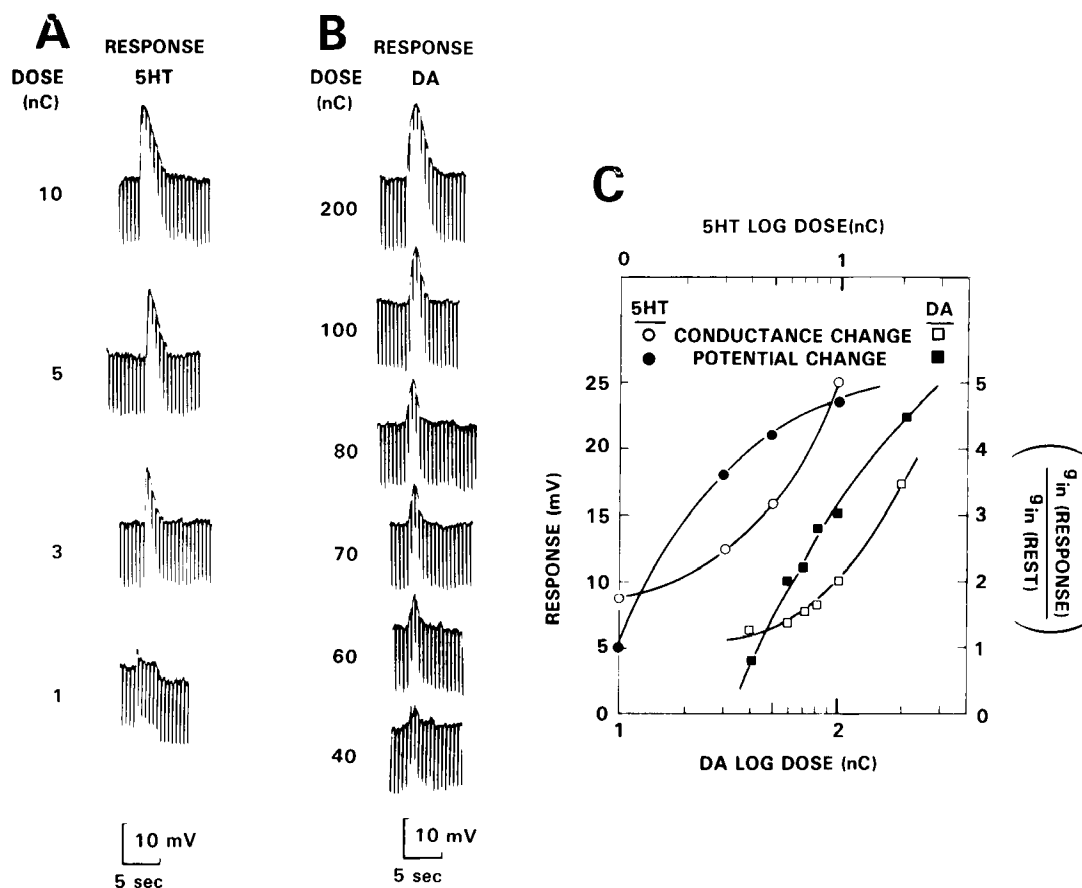 A
RESPONSE
5HT
DOSE
(nC)
10
5
3
1
10 mV
5 sec
B
RESPONSE
DA
DOSE
(nC)
200
100
80
70
60
40
10 mV
5 sec
C
5HT LOG DOSE(nC)
0 1
5HT DA
CONDUCTANCE CHANGE
POTENTIAL CHANGE
25
20
15
10
5
0
RESPONSE (mV)
5
4
3
2
1
0
g in (RESPONSE)
g in (REST)
1 2
DA LOG DOSE (nC)